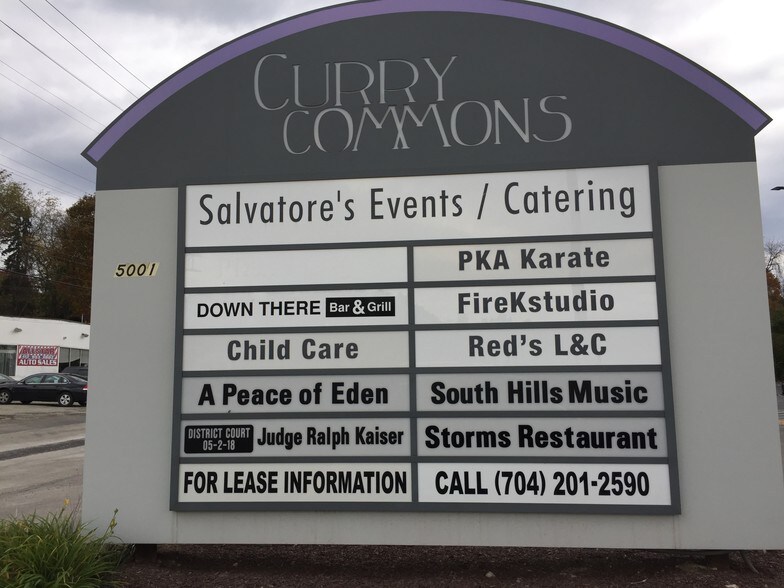 CURRY
COMMONS
Salvatore's Events / Catering
5001
PKA Karate
DOWN THERE Bar & Grill
FireKstudio
Child Care
Red's L&C
A Peace of Eden
South Hills Music
DISTRICT COURT
05-2-18
Judge Ralph Kaiser
Storms Restaurant
FOR LEASE INFORMATION
CALL (704) 201-2590
AUTO SALES